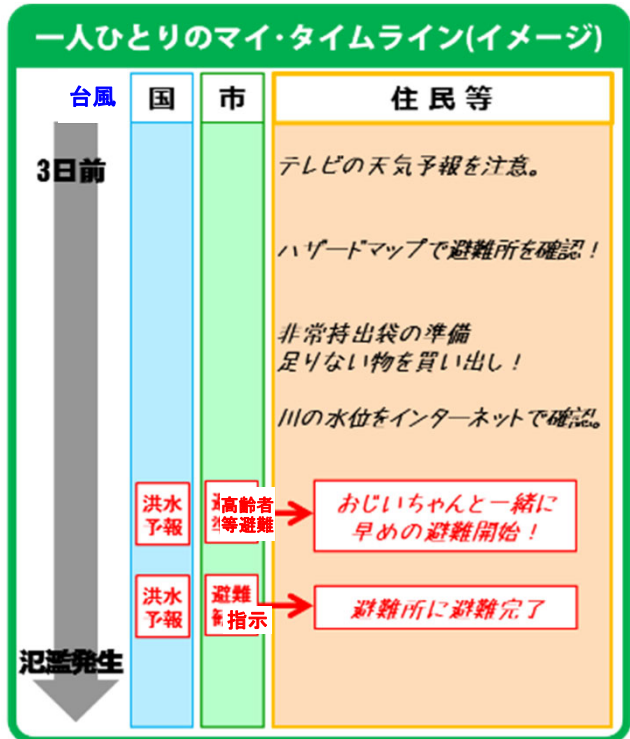 一人ひとりのマイ・タイムライン(イメージ)
台風
国
市
住民等
3日前
テレビの天気予報を注意。
ハザードマップで避難所を確認！
非常持出袋の準備
足りない物を買い出し！
川の水位をインターネットで確認。
洪水
予報
高齢者
等避難
おじいちゃんと一緒に
早めの避難開始！
洪水
予報
避難
指示
避難所に避難完了
氾濫発生